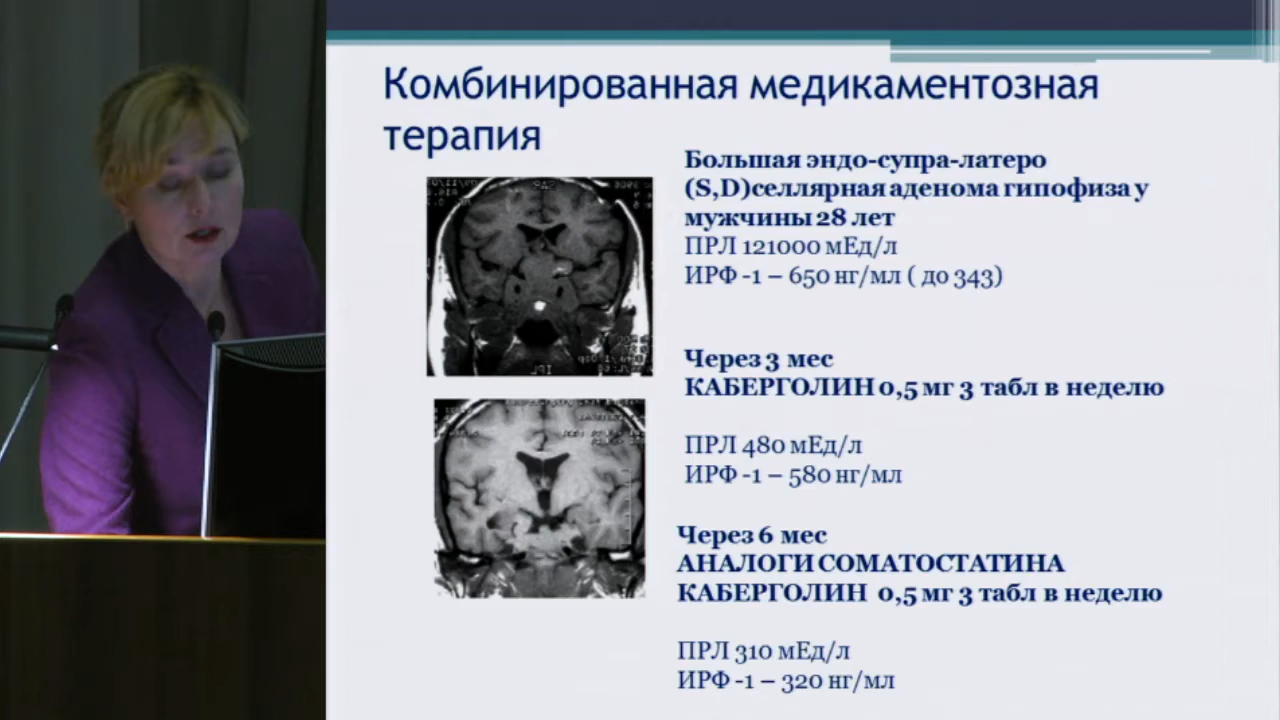 Комбинированная медикаментозная
терапия
Большая эндо-супра-латеро
(S,D)селлярная аденома гипофиза у
мужчины 28 лет
ПРЛ 121000 мЕд/л
ИРФ -1 – 650 нг/мл ( до 343)
Через 3 мес
КАБЕРГОЛИН 0,5 мг 3 табл в неделю
ПРЛ 480 мЕд/л
ИРФ -1 – 580 нг/мл
Через 6 мес
АНАЛОГИ СОМАТОСТАТИНА
КАБЕРГОЛИН 0,5 мг 3 табл в неделю
ПРЛ 310 мЕд/л
ИРФ -1 – 320 нг/мл